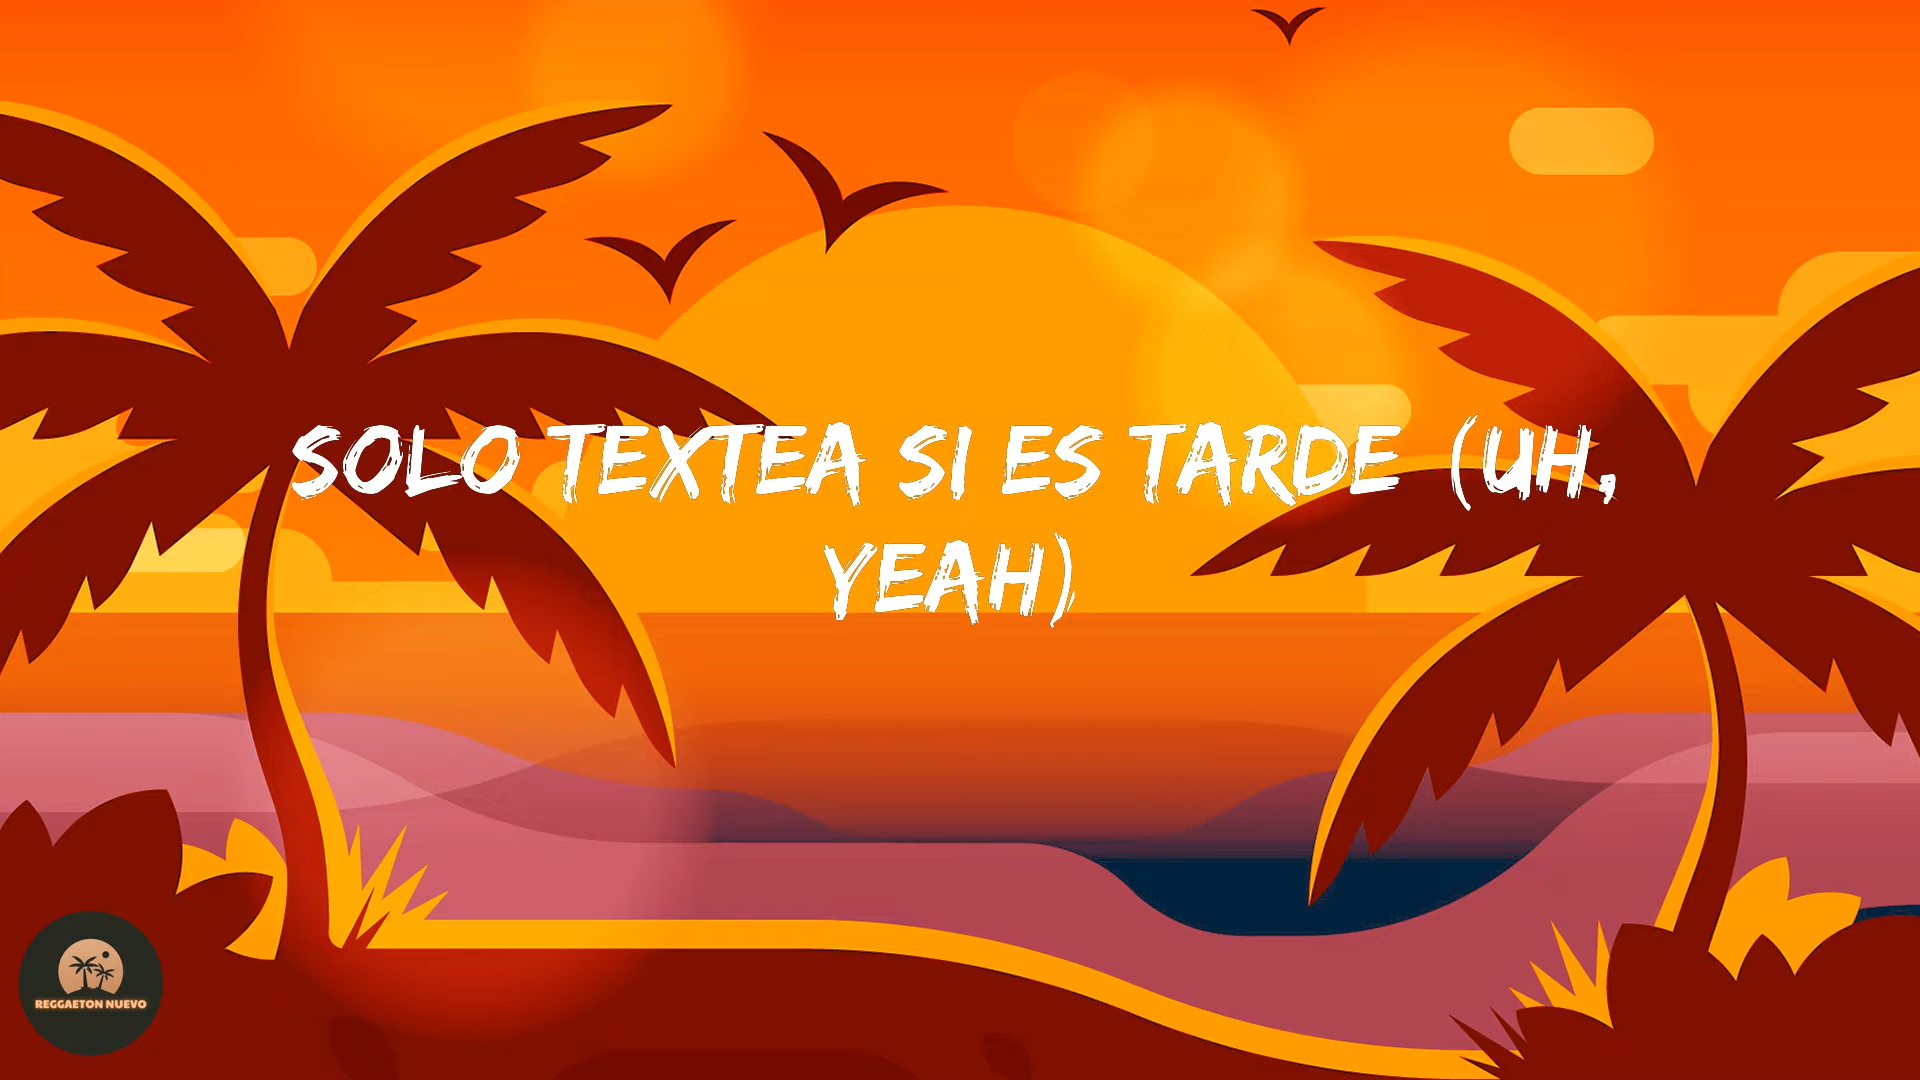 SOLO TEXTEA SI ES TARDE (UH,
YEAH)
REGGAETON NUEVO